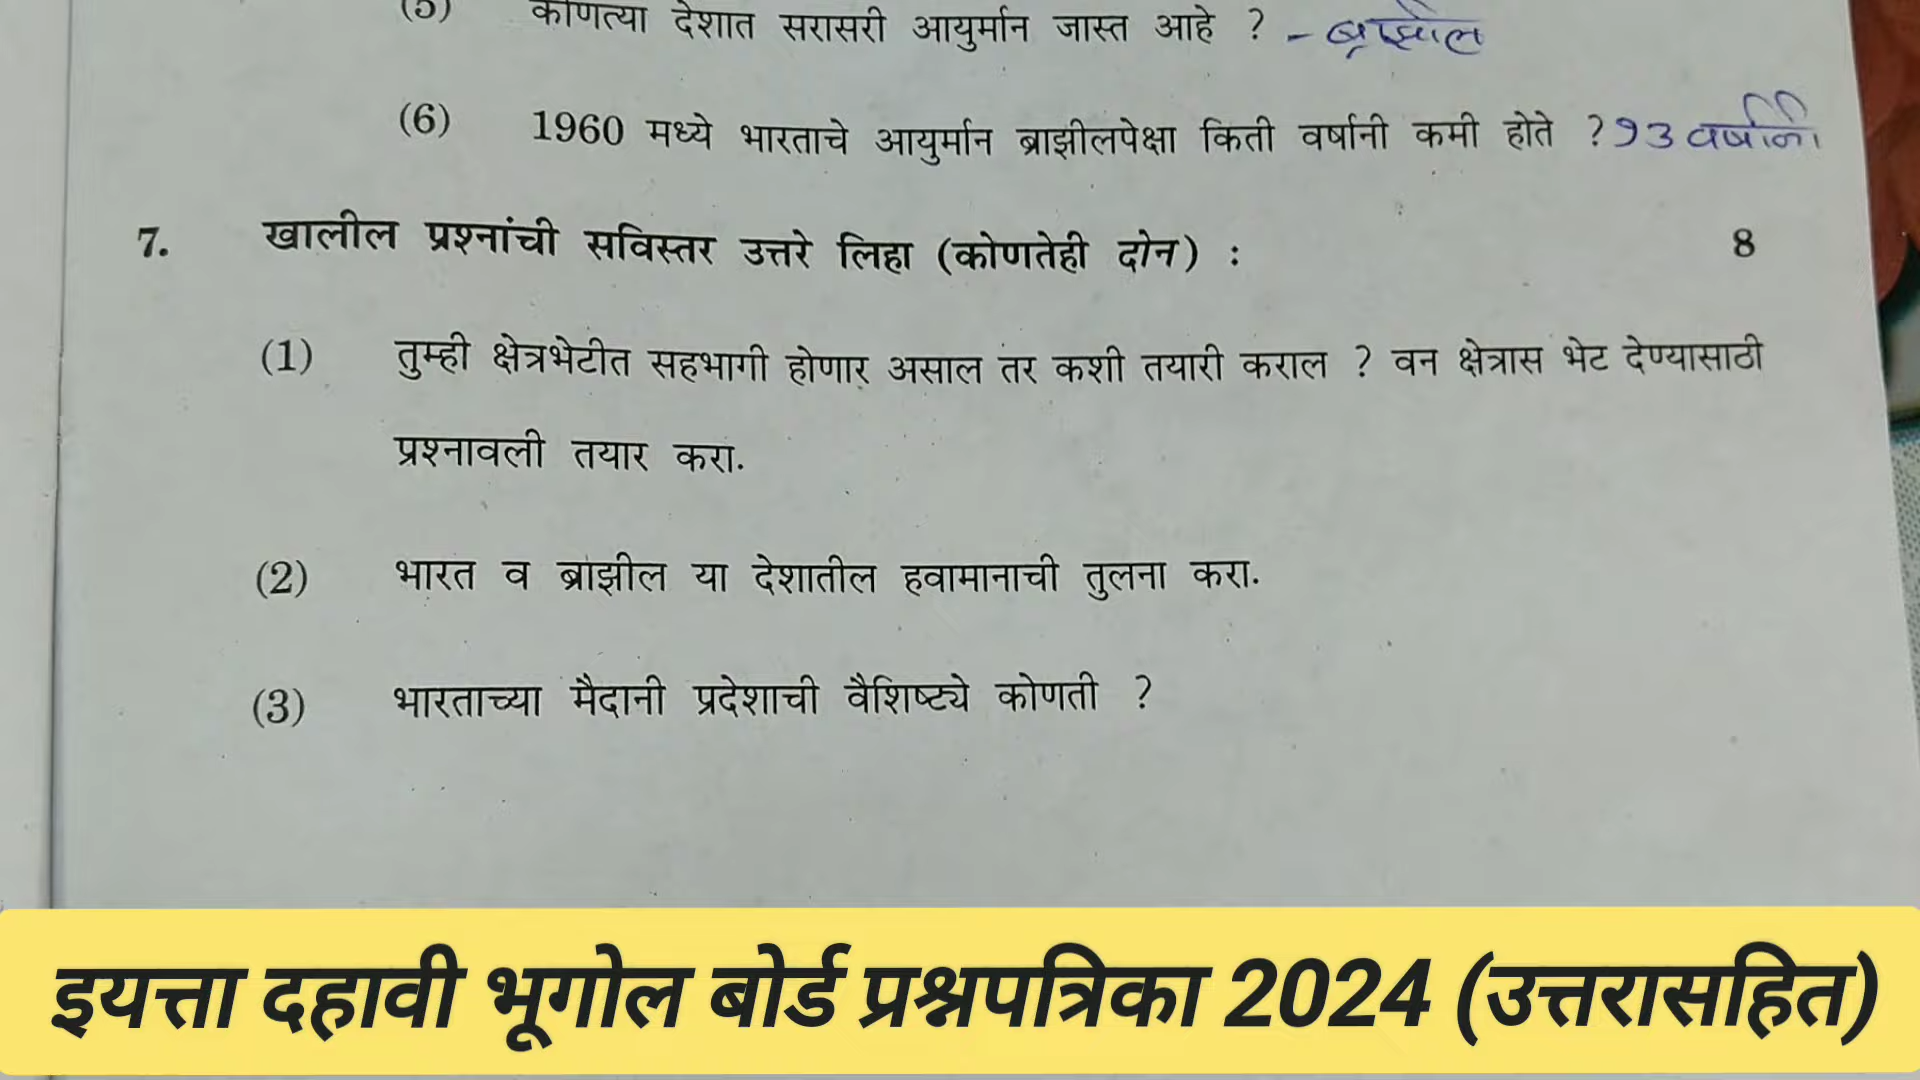 (5) कोणत्या देशात सरासरी आयुर्मान जास्त आहे ? - ब्राझील
(6) 1960 मध्ये भारताचे आयुर्मान ब्राझीलपेक्षा किती वर्षांनी कमी होते ? १३ वर्षांनी
7. खालील प्रश्नांची सविस्तर उत्तरे लिहा (कोणतेही दोन) : 8
(1) तुम्ही क्षेत्रभेटीत सहभागी होणार असाल तर कशी तयारी कराल ? वन क्षेत्रास भेट देण्यासाठी
प्रश्नावली तयार करा.
(2) भारत व ब्राझील या देशातील हवामानाची तुलना करा.
(3) भारताच्या मैदानी प्रदेशाची वैशिष्ट्ये कोणती ?
इयत्ता दहावी भूगोल बोर्ड प्रश्नपत्रिका 2024 (उत्तरासहित)